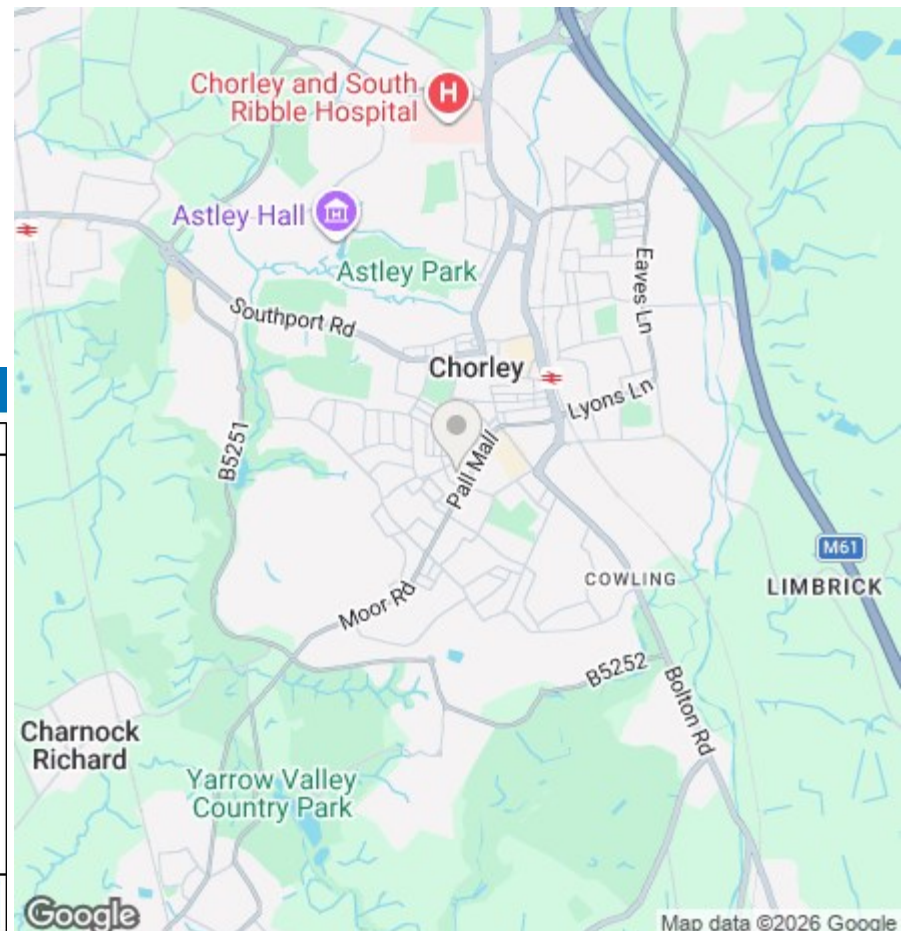 Chorley and South
Ribble Hospital
H
Astley Hall
Astley Park
Eaves Ln
Southport Rd
Chorley
Lyons Ln
B5251
Pall Mall
M61
COWLING
LIMBRICK
Moor Rd
B5252
Bolton Rd
Charnock
Richard
Yarrow Valley
Country Park
Google
Map data ©2026 Google